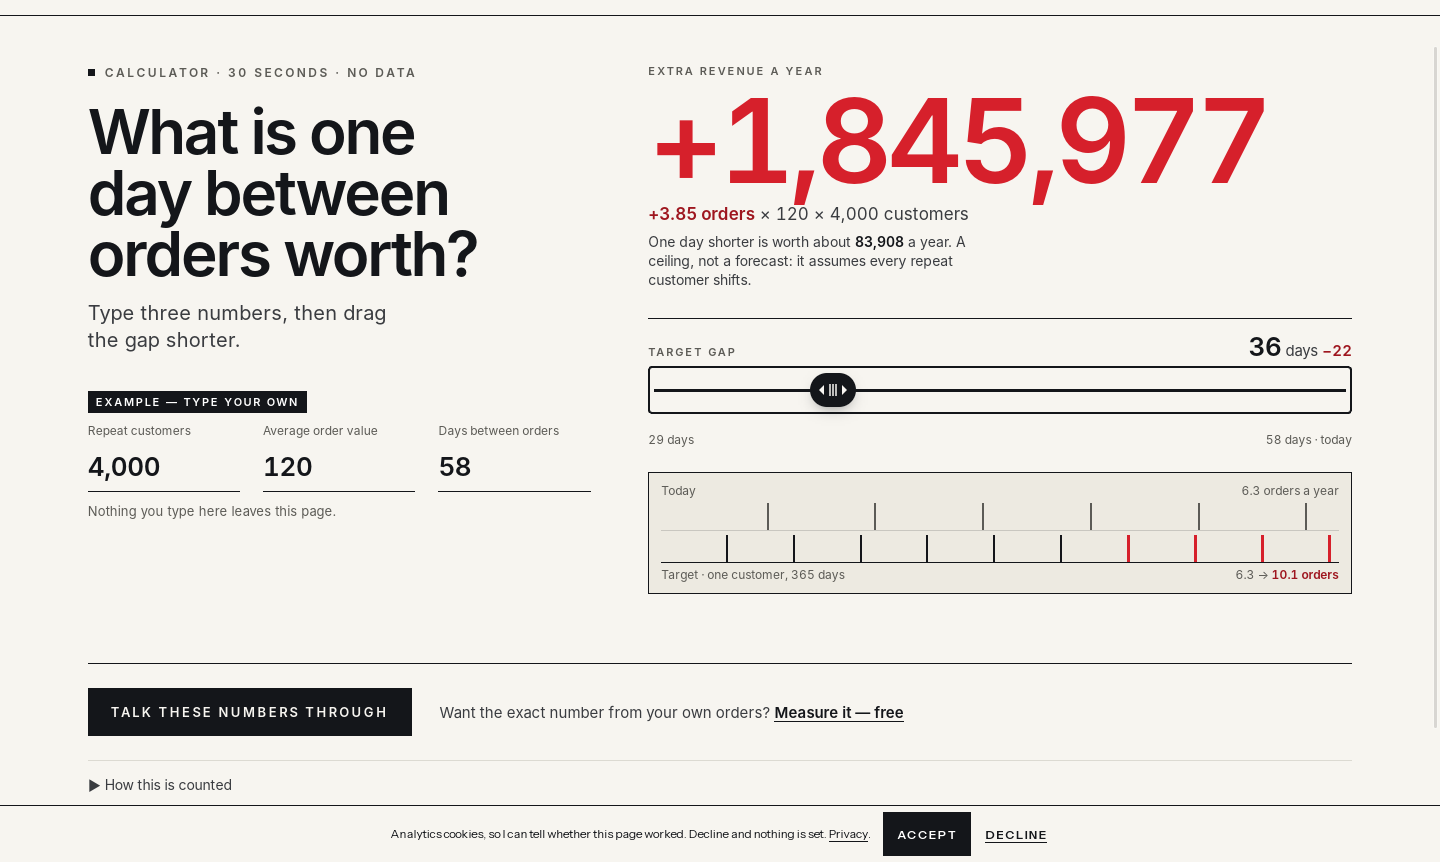 CALCULATOR · 30 SECONDS · NO DATA
What is one
day between
orders worth?
Type three numbers, then drag
the gap shorter.
EXAMPLE — TYPE YOUR OWN
Repeat customers
4,000
Average order value
120
Days between orders
58
Nothing you type here leaves this page.
EXTRA REVENUE A YEAR
+1,845,977
+3.85 orders × 120 × 4,000 customers
One day shorter is worth about 83,908 a year. A
ceiling, not a forecast: it assumes every repeat
customer shifts.
TARGET GAP
36 days −22
29 days
58 days · today
Today
6.3 orders a year
Target · one customer, 365 days
6.3 → 10.1 orders
TALK THESE NUMBERS THROUGH
Want the exact number from your own orders? Measure it — free
▶ How this is counted
Analytics cookies, so I can tell whether this page worked. Decline and nothing is set. Privacy.
ACCEPT
DECLINE